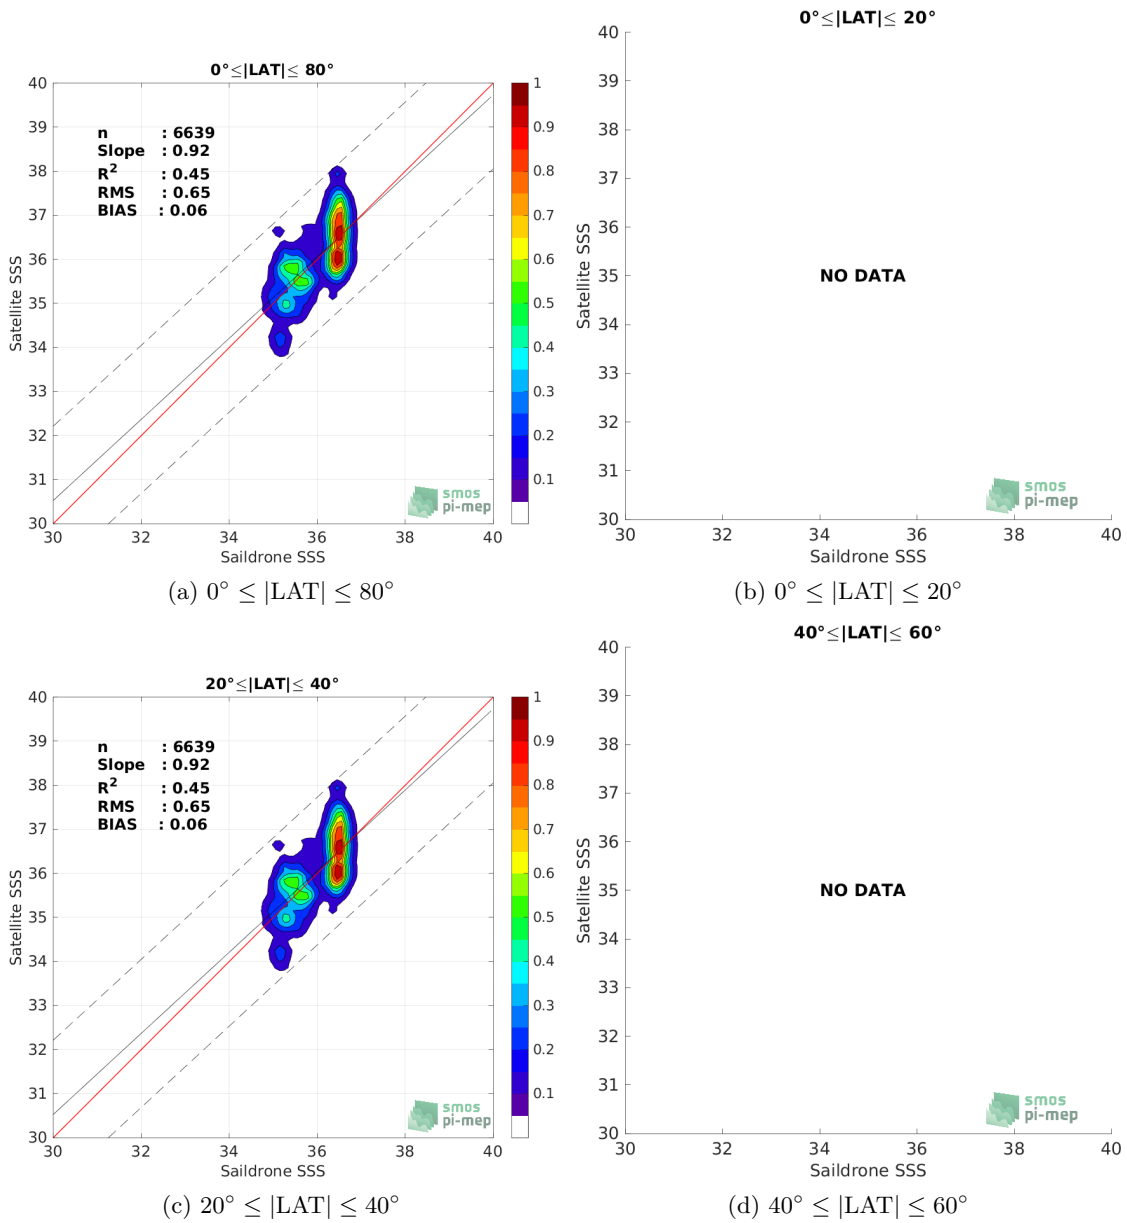 0°≤|LAT|≤ 80°
40
39
38
37
36
35
34
33
32
31
30
Satellite SSS
n : 6639
Slope : 0.92
R² : 0.45
RMS : 0.65
BIAS : 0.06
smos
pi-mep
30 32 34 36 38 40
Saildrone SSS
1
0.9
0.8
0.7
0.6
0.5
0.4
0.3
0.2
0.1
(a) 0° ≤ |LAT| ≤ 80°
0°≤|LAT|≤ 20°
40
39
38
37
36
35
34
33
32
31
30
Satellite SSS
NO DATA
smos
pi-mep
30 32 34 36 38 40
Saildrone SSS
(b) 0° ≤ |LAT| ≤ 20°
20°≤|LAT|≤ 40°
40
39
38
37
36
35
34
33
32
31
30
Satellite SSS
n : 6639
Slope : 0.92
R² : 0.45
RMS : 0.65
BIAS : 0.06
smos
pi-mep
30 32 34 36 38 40
Saildrone SSS
1
0.9
0.8
0.7
0.6
0.5
0.4
0.3
0.2
0.1
(c) 20° ≤ |LAT| ≤ 40°
40°≤|LAT|≤ 60°
40
39
38
37
36
35
34
33
32
31
30
Satellite SSS
NO DATA
smos
pi-mep
30 32 34 36 38 40
Saildrone SSS
(d) 40° ≤ |LAT| ≤ 60°